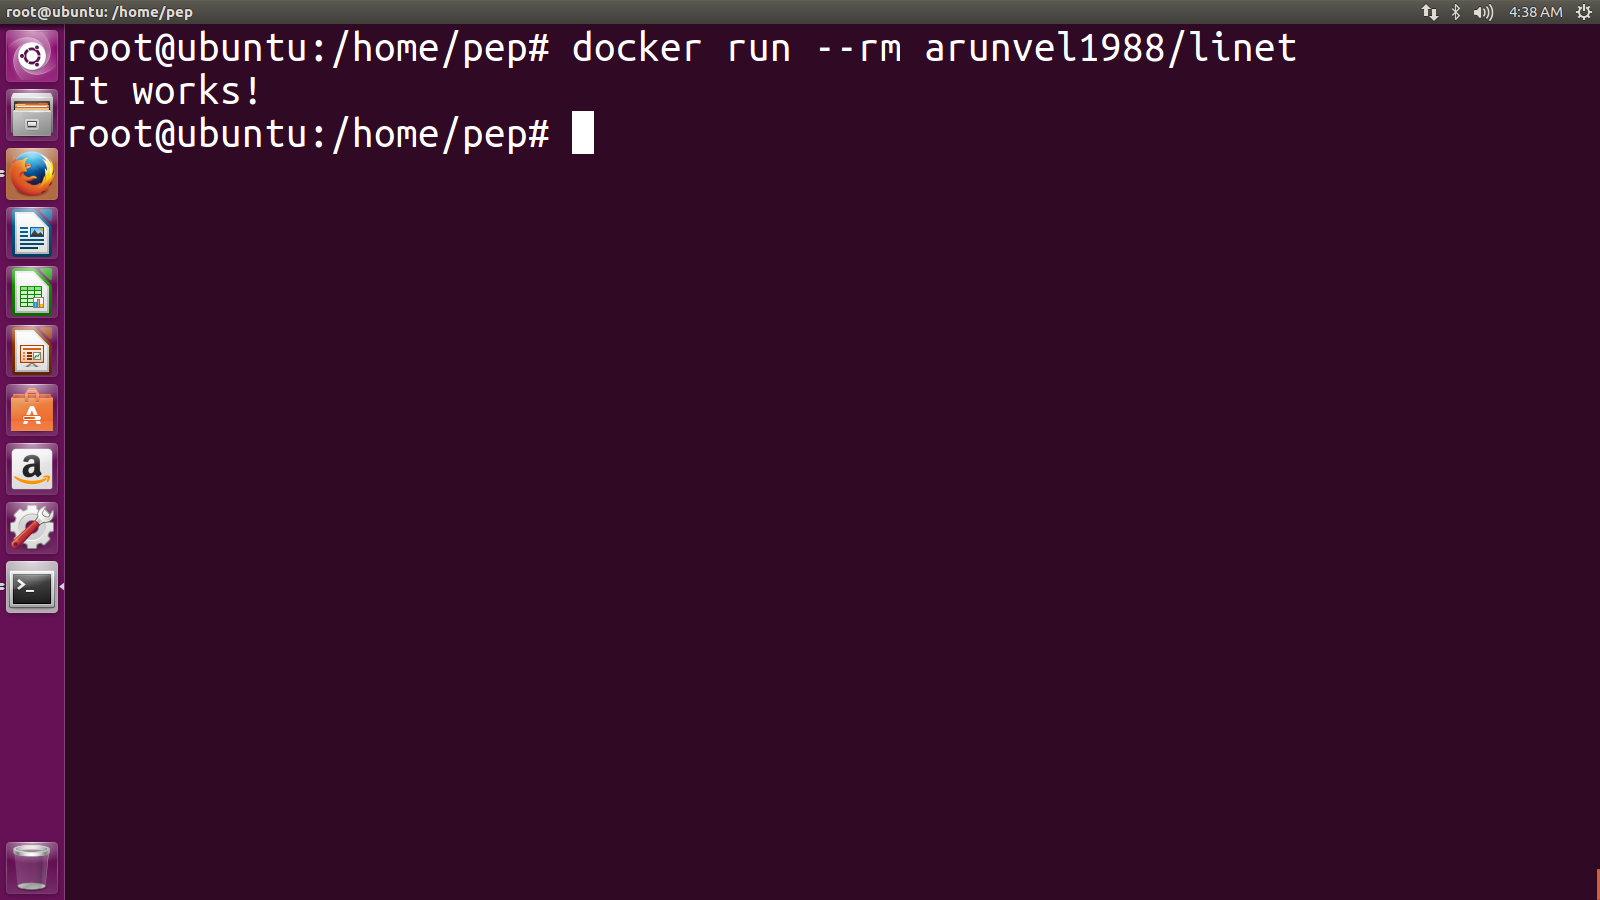 root@ubuntu: /home/pep
4:38 AM
root@ubuntu:/home/pep# docker run --rm arunvel1988/linet
It works!
root@ubuntu:/home/pep#